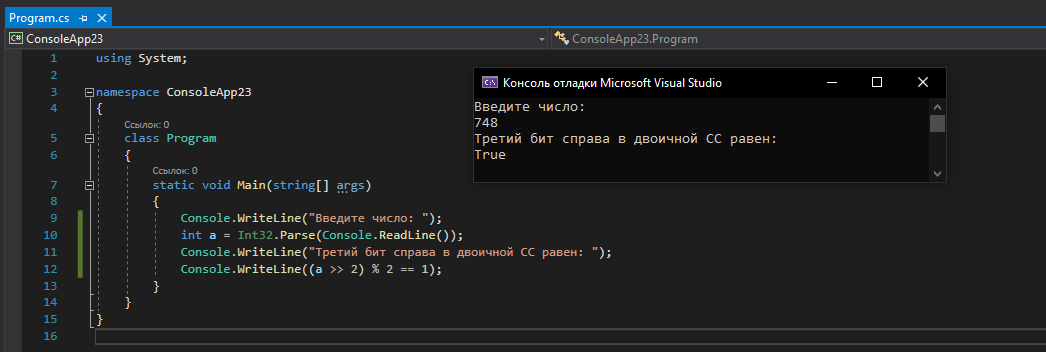 Program.cs
ConsoleApp23
ConsoleApp23.Program
1 using System;
2
3 namespace ConsoleApp23
4 {
Ссылок: 0
5 class Program
6 {
Ссылок: 0
7 static void Main(string[] args)
8 {
9 Console.WriteLine("Введите число: ");
10 int a = Int32.Parse(Console.ReadLine());
11 Console.WriteLine("Третий бит справа в двоичной СС равен: ");
12 Console.WriteLine((a >> 2) % 2 == 1);
13 }
14 }
15 }
16
Консоль отладки Microsoft Visual Studio
Введите число:
748
Третий бит справа в двоичной СС равен:
True